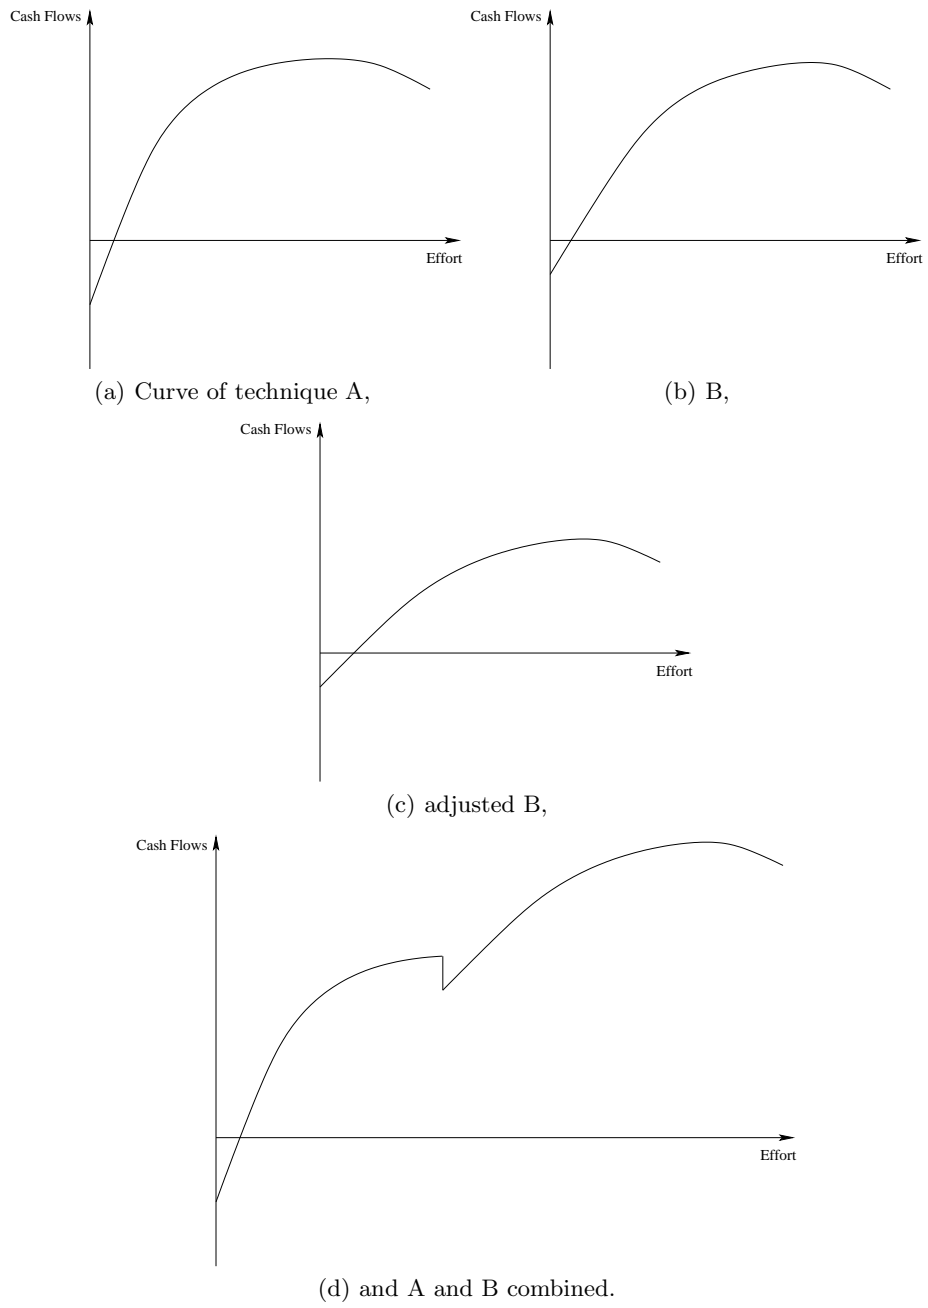 Cash Flows
Effort
(a) Curve of technique A,
Cash Flows
Effort
(b) B,
Cash Flows
Effort
(c) adjusted B,
Cash Flows
Effort
(d) and A and B combined.